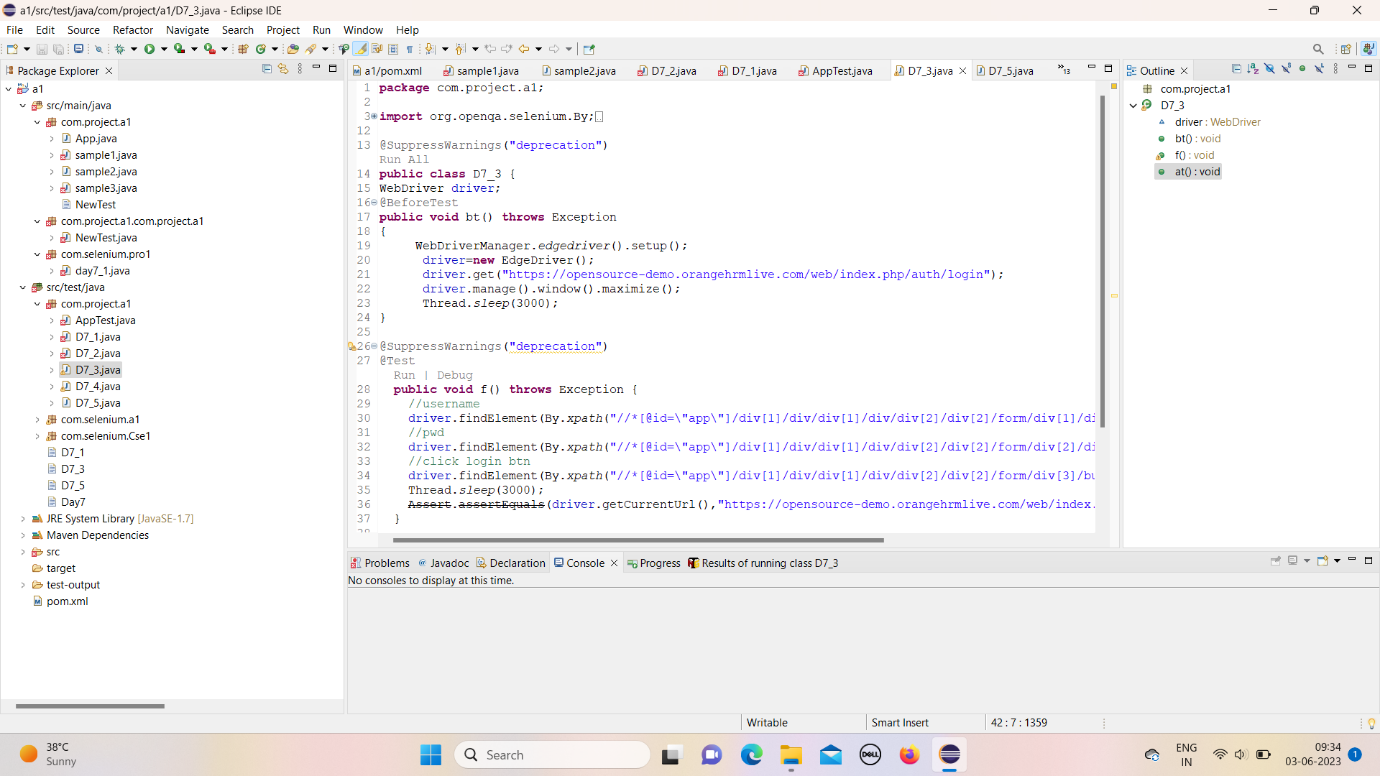 a1/src/test/java/com/project/a1/D7_3.java - Eclipse IDE
File Edit Source Refactor Navigate Search Project Run Window Help
Package Explorer
a1
src/main/java
com.project.a1
App.java
sample1.java
sample2.java
sample3.java
NewTest
com.project.a1.com.project.a1
NewTest.java
com.selenium.pro1
day7_1.java
src/test/java
com.project.a1
AppTest.java
D7_1.java
D7_2.java
D7_3.java
D7_4.java
D7_5.java
com.selenium.a1
com.selenium.Cse1
D7_1
D7_3
D7_5
Day7
JRE System Library [JavaSE-1.7]
Maven Dependencies
src
target
test-output
pom.xml
a1/pom.xml sample1.java sample2.java D7_2.java D7_1.java AppTest.java D7_3.java D7_5.java »13
1 package com.project.a1;
2
3 import org.openqa.selenium.By;
12
13 @SuppressWarnings("deprecation")
Run All
14 public class D7_3 {
15 WebDriver driver;
16 @BeforeTest
17 public void bt() throws Exception
18 {
19 WebDriverManager.edgedriver().setup();
20 driver=new EdgeDriver();
21 driver.get("https://opensource-demo.orangehrmlive.com/web/index.php/auth/login");
22 driver.manage().window().maximize();
23 Thread.sleep(3000);
24 }
25
26 @SuppressWarnings("deprecation")
27 @Test
Run | Debug
28 public void f() throws Exception {
29 //username
30 driver.findElement(By.xpath("//*[@id=\"app\"]/div[1]/div/div[1]/div/div[2]/div[2]/form/div[1]/di
31 //pwd
32 driver.findElement(By.xpath("//*[@id=\"app\"]/div[1]/div/div[1]/div/div[2]/div[2]/form/div[2]/di
33 //click login btn
34 driver.findElement(By.xpath("//*[@id=\"app\"]/div[1]/div/div[1]/div/div[2]/div[2]/form/div[3]/bu
35 Thread.sleep(3000);
36 Assert.assertEquals(driver.getCurrentUrl(),"https://opensource-demo.orangehrmlive.com/web/index.
37 }
Outline
com.project.a1
D7_3
driver : WebDriver
bt() : void
f() : void
at() : void
Problems Javadoc Declaration Console Progress Results of running class D7_3
No consoles to display at this time.
Writable Smart Insert 42 : 7 : 1359
38°C
Sunny
Search
DELL
ENG
IN
09:34
03-06-2023
1